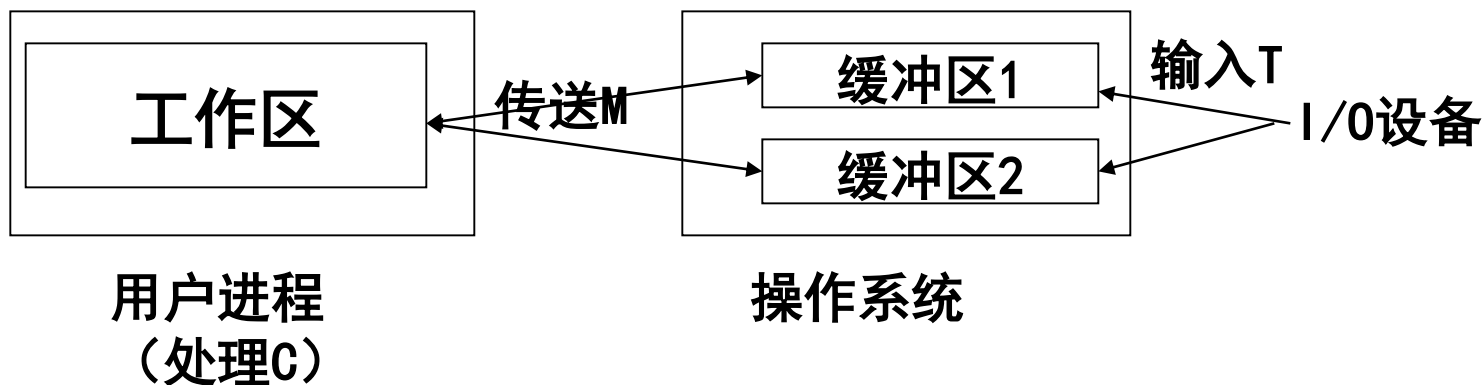 工作区
传送M
缓冲区1
缓冲区2
输入T
I/O设备
用户进程
（处理C）
操作系统